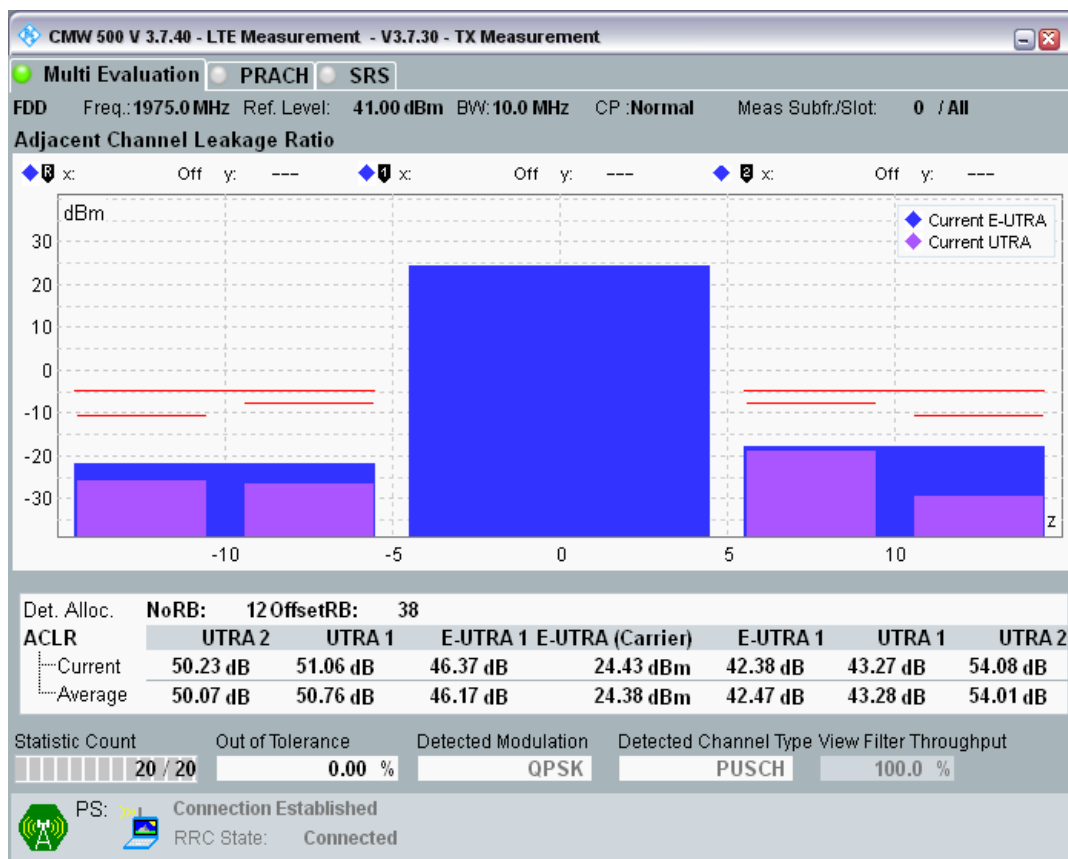 CMW 500 V 3.7.40 - LTE Measurement - V3.7.30 - TX Measurement
Multi Evaluation PRACH SRS
FDD Freq.: 1975.0 MHz Ref. Level: 41.00 dBm BW: 10.0 MHz CP :Normal Meas Subfr./Slot: 0 / All
Adjacent Channel Leakage Ratio
R x: Off y: --- 1 x: Off y: --- 2 x: Off y: ---
dBm
Current E-UTRA
Current UTRA
30
20
10
0
-10
-20
-30
z
-10 -5 0 5 10
Det. Alloc. NoRB: 12 OffsetRB: 38
ACLR UTRA 2 UTRA 1 E-UTRA 1 E-UTRA (Carrier) E-UTRA 1 UTRA 1 UTRA 2
Current 50.23 dB 51.06 dB 46.37 dB 24.43 dBm 42.38 dB 43.27 dB 54.08 dB
Average 50.07 dB 50.76 dB 46.17 dB 24.38 dBm 42.47 dB 43.28 dB 54.01 dB
Statistic Count Out of Tolerance Detected Modulation Detected Channel Type View Filter Throughput
20 / 20 0.00 % QPSK PUSCH 100.0 %
PS: Connection Established
RRC State: Connected